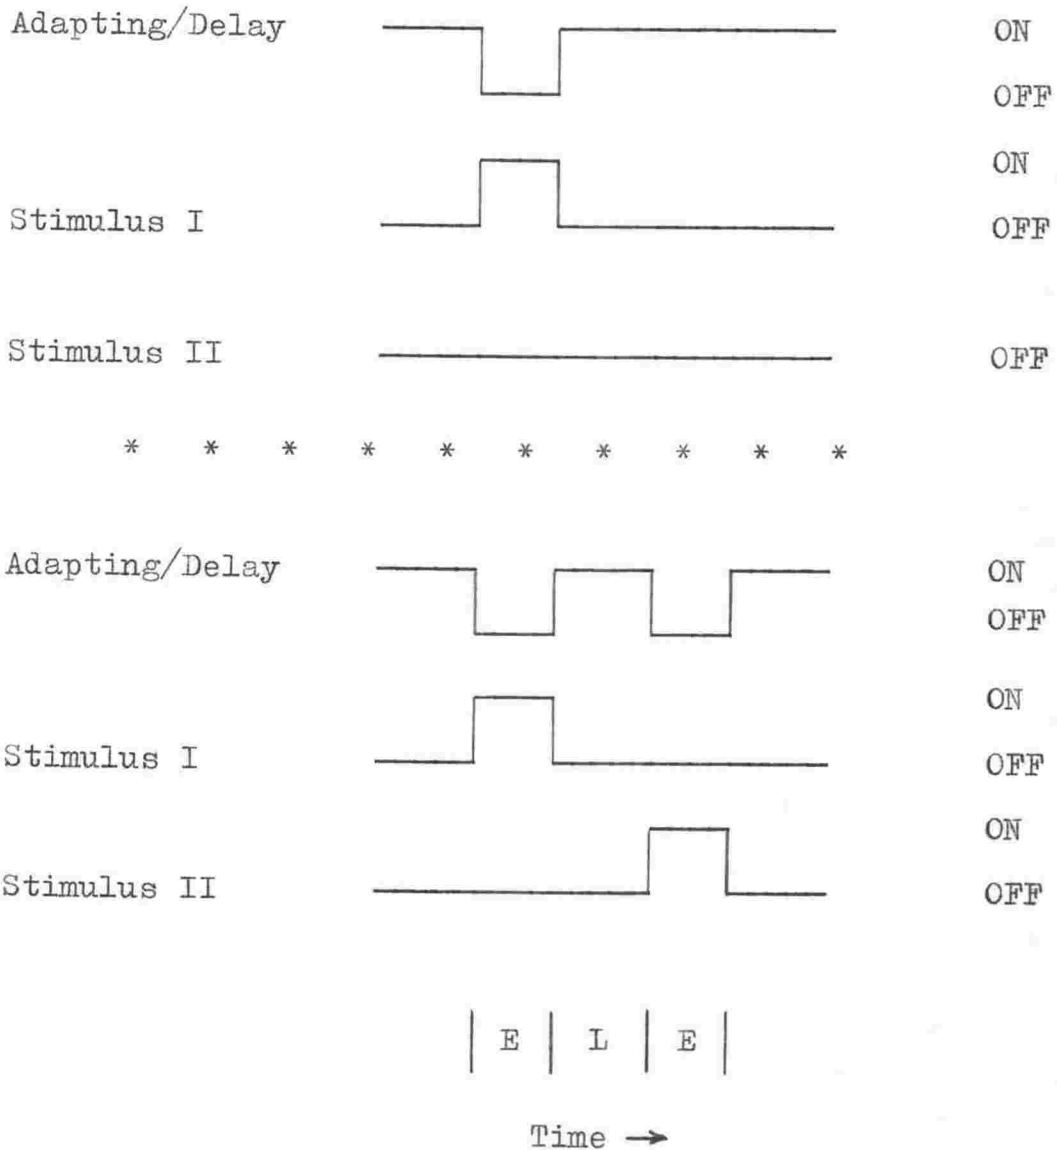 Adapting/Delay ON
OFF
ON
Stimulus I OFF
Stimulus II OFF
* * * * * * * * * *
Adapting/Delay ON
OFF
ON
Stimulus I OFF
ON
Stimulus II OFF
| E | L | E |
Time →